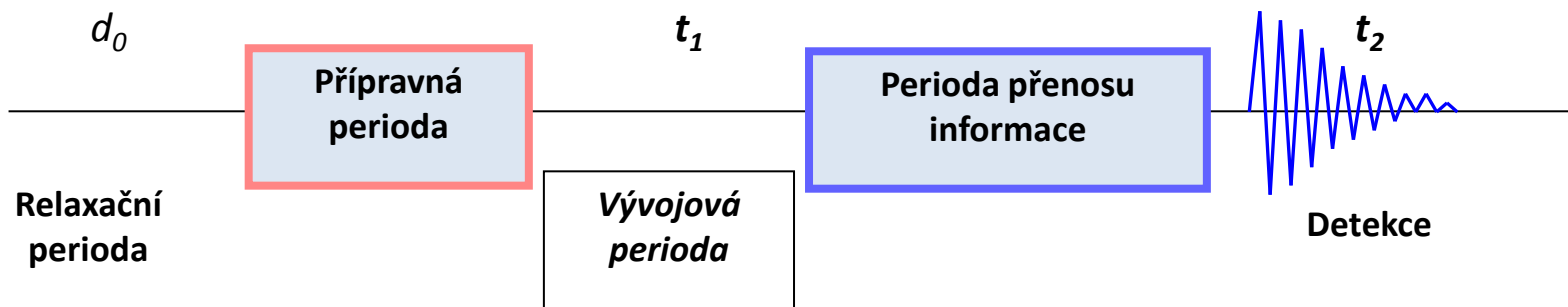 d0
t1
t2
Přípravná
perioda
Perioda přenosu
informace
Relaxační
perioda
Vývojová
perioda
Detekce